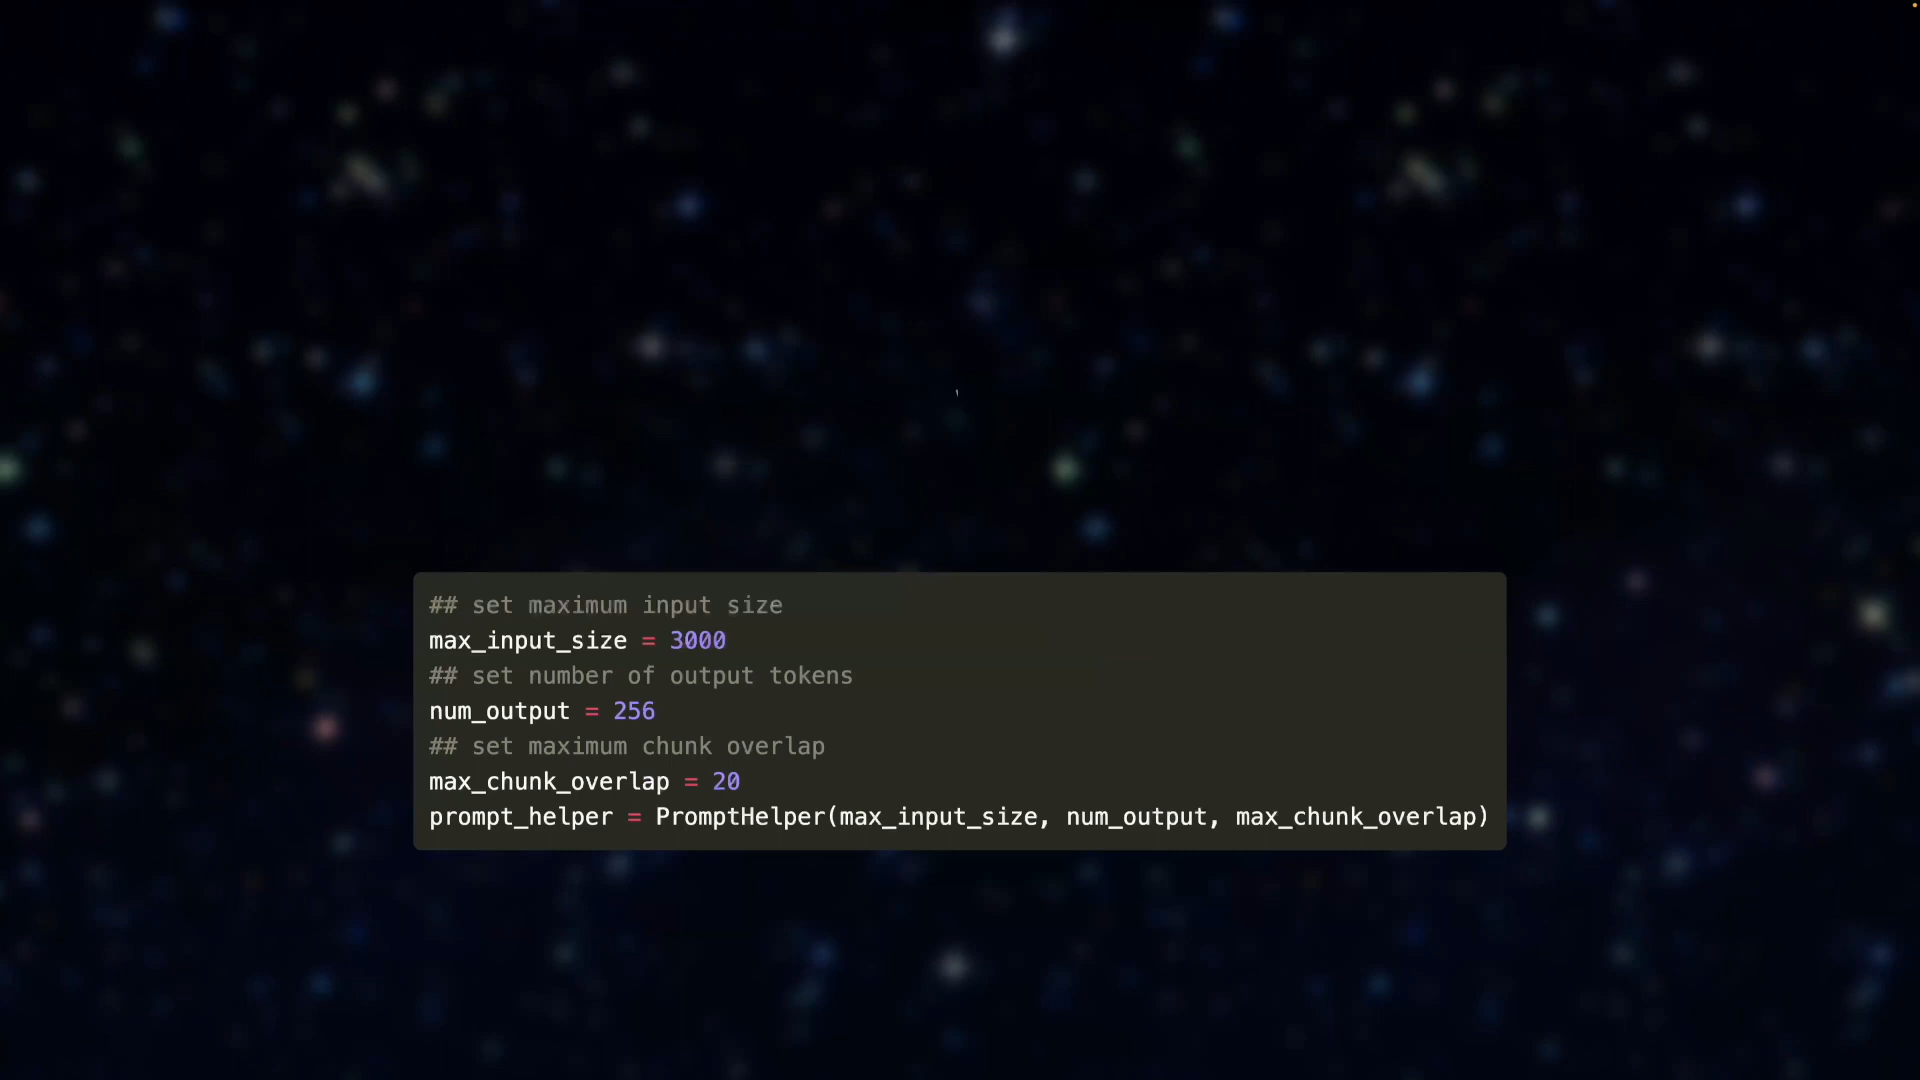 ## set maximum input size
max_input_size = 3000
## set number of output tokens
num_output = 256
## set maximum chunk overlap
max_chunk_overlap = 20
prompt_helper = PromptHelper(max_input_size, num_output, max_chunk_overlap)